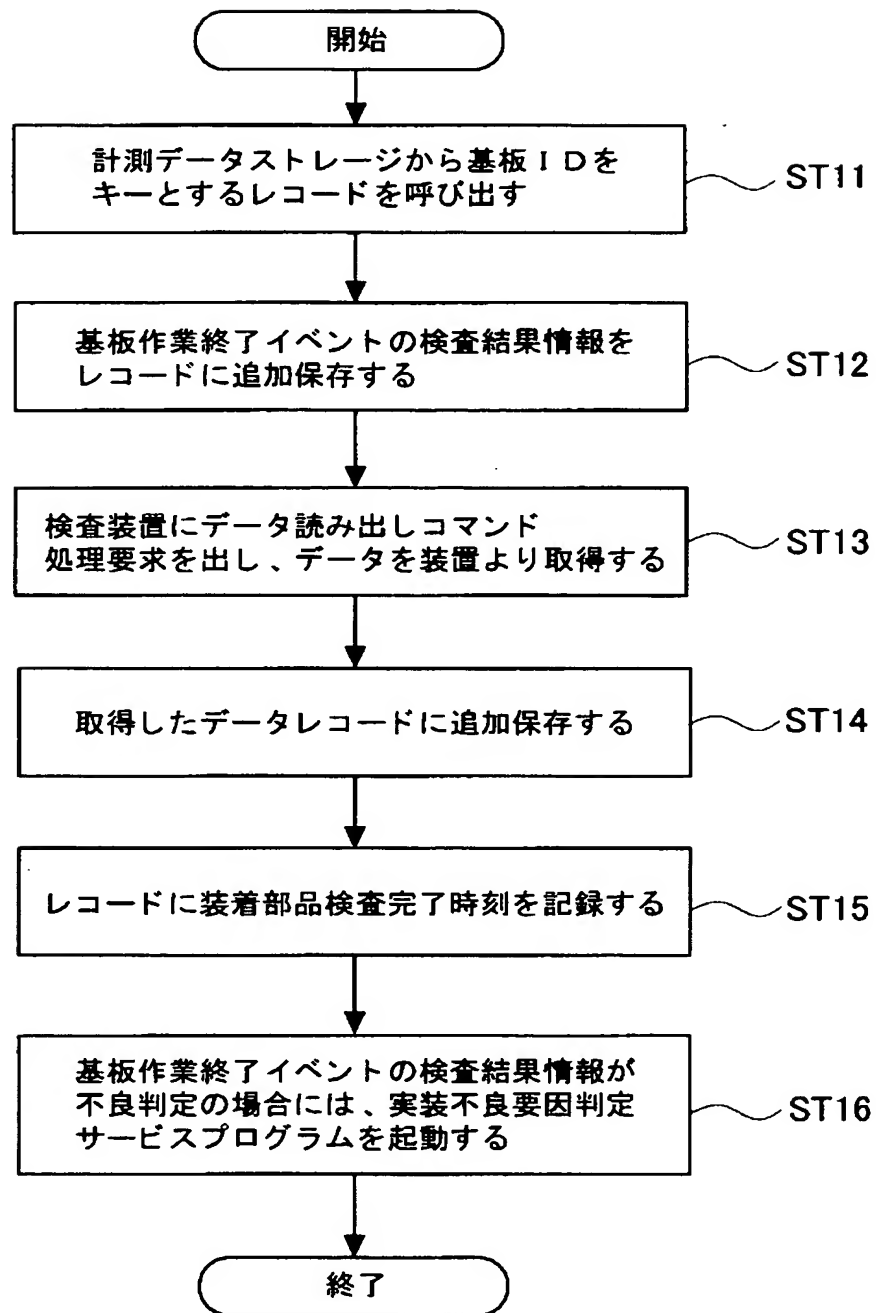 開始
計測データストレージから基板ＩＤを
キーとするレコードを呼び出す
ST11
基板作業終了イベントの検査結果情報を
レコードに追加保存する
ST12
検査装置にデータ読み出しコマンド
処理要求を出し、データを装置より取得する
ST13
取得したデータレコードに追加保存する
ST14
レコードに装着部品検査完了時刻を記録する
ST15
基板作業終了イベントの検査結果情報が
不良判定の場合には、実装不良要因判定
サービスプログラムを起動する
ST16
終了